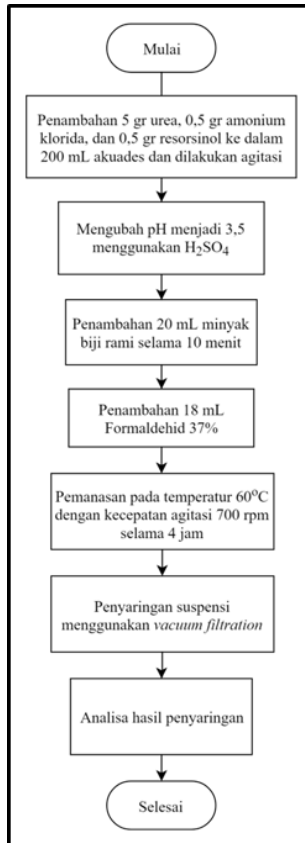 Mulai
Penambahan 5 gr urea, 0,5 gr amonium
klorida, dan 0,5 gr resorsinol ke dalam
200 mL akuades dan dilakukan agitasi
Mengubah pH menjadi 3,5
menggunakan H₂SO₄
Penambahan 20 mL minyak
biji rami selama 10 menit
Penambahan 18 mL
Formaldehid 37%
Pemanasan pada temperatur 60°C
dengan kecepatan agitasi 700 rpm
selama 4 jam
Penyaringan suspensi
menggunakan vacuum filtration
Analisa hasil penyaringan
Selesai